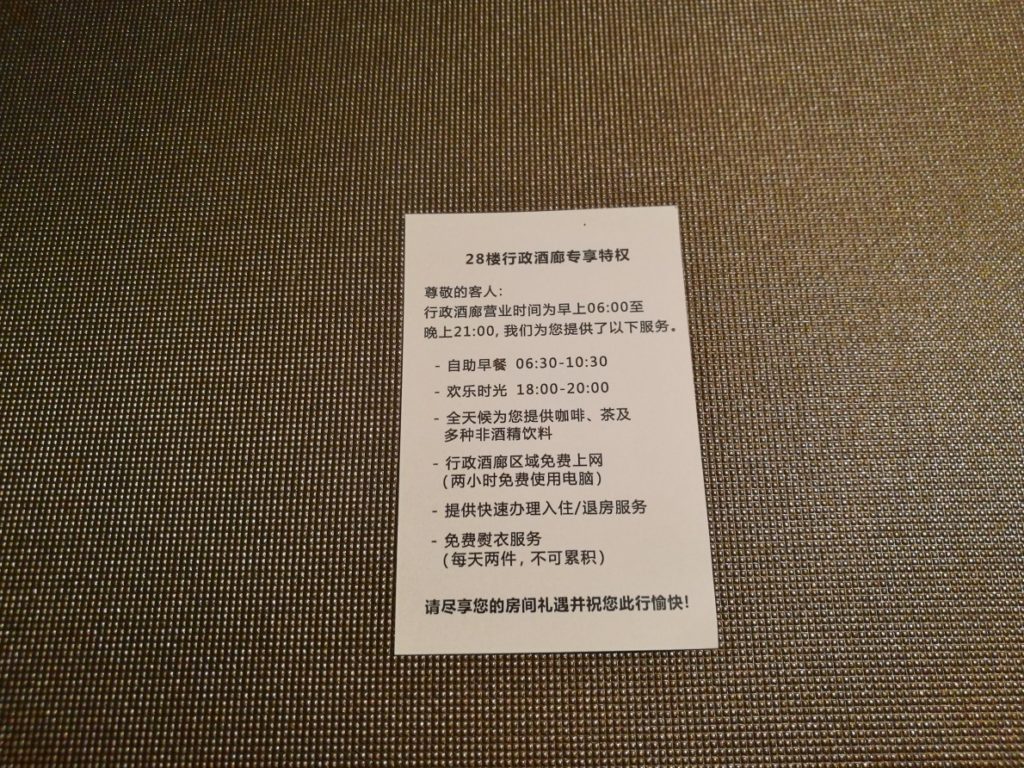 28楼行政酒廊专享特权
尊敬的客人:
行政酒廊营业时间为早上06:00至
晚上21:00, 我们为您提供了以下服务。
- 自助早餐 06:30-10:30
- 欢乐时光 18:00-20:00
- 全天候为您提供咖啡、茶及
多种非酒精饮料
- 行政酒廊区域免费上网
(两小时免费使用电脑)
- 提供快速办理入住/退房服务
- 免费熨衣服务
(每天两件, 不可累积)
请尽享您的房间礼遇并祝您此行愉快!